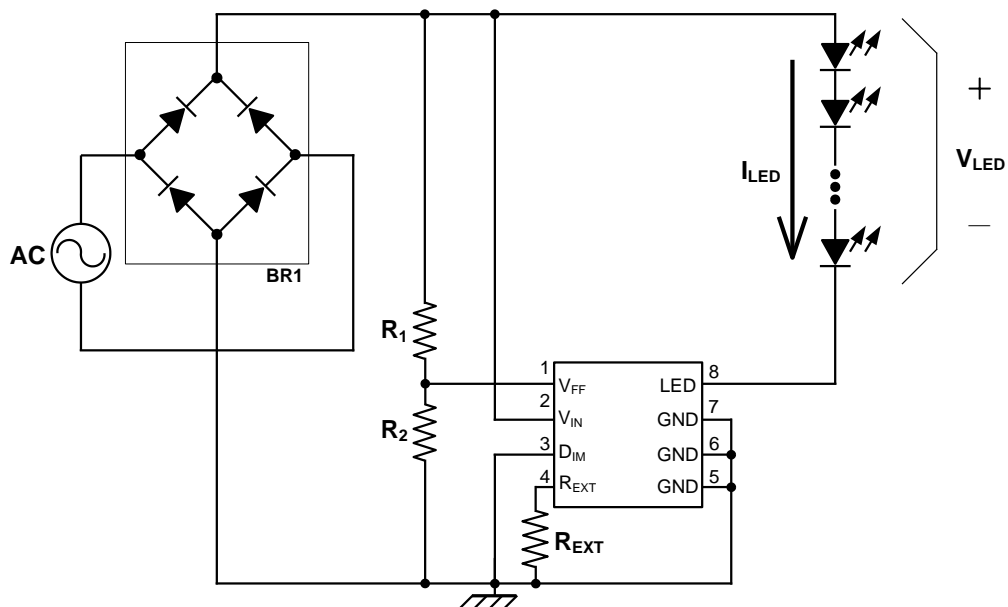 AC
BR1
R1
R2
1
VFF
2
VIN
3
DIM
4
REXT
REXT
8
LED
7
GND
6
GND
5
GND
ILED
+
VLED
–